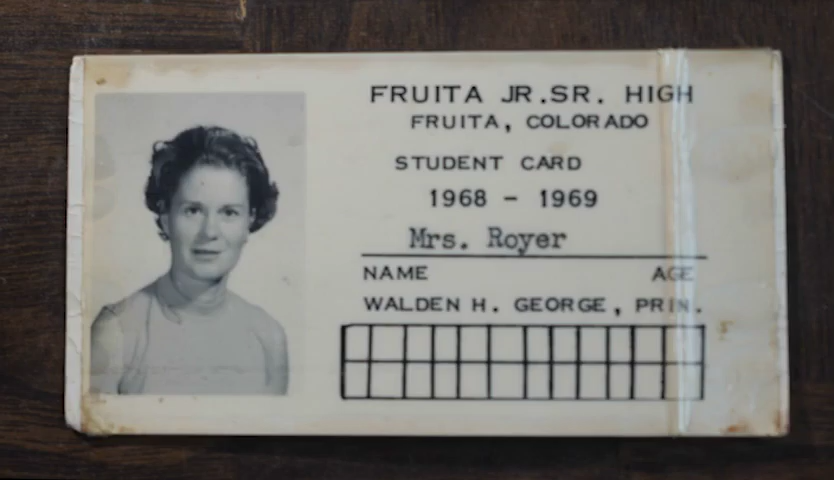 FRUITA JR.SR. HIGH
FRUITA, COLORADO
STUDENT CARD
1968 - 1969
Mrs. Royer
NAME AGE
WALDEN H. GEORGE, PRIN.